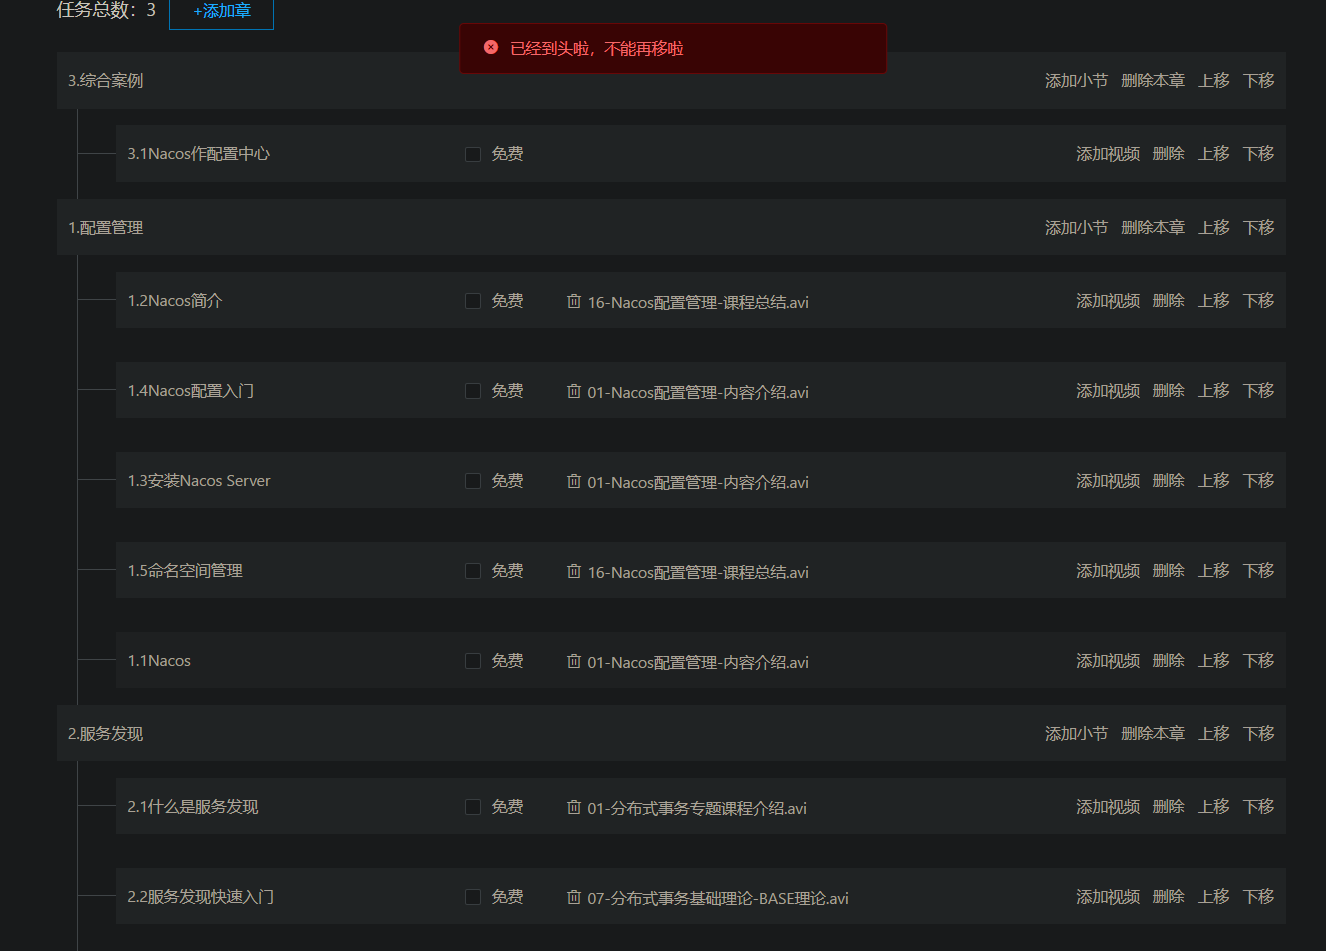 任务总数：3 +添加章
已经到头啦，不能再移啦
3.综合案例 添加小节 删除本章 上移 下移
3.1Nacos作配置中心 免费 添加视频 删除 上移 下移
1.配置管理 添加小节 删除本章 上移 下移
1.2Nacos简介 免费 16-Nacos配置管理-课程总结.avi 添加视频 删除 上移 下移
1.4Nacos配置入门 免费 01-Nacos配置管理-内容介绍.avi 添加视频 删除 上移 下移
1.3安装Nacos Server 免费 01-Nacos配置管理-内容介绍.avi 添加视频 删除 上移 下移
1.5命名空间管理 免费 16-Nacos配置管理-课程总结.avi 添加视频 删除 上移 下移
1.1Nacos 免费 01-Nacos配置管理-内容介绍.avi 添加视频 删除 上移 下移
2.服务发现 添加小节 删除本章 上移 下移
2.1什么是服务发现 免费 01-分布式事务专题课程介绍.avi 添加视频 删除 上移 下移
2.2服务发现快速入门 免费 07-分布式事务基础理论-BASE理论.avi 添加视频 删除 上移 下移